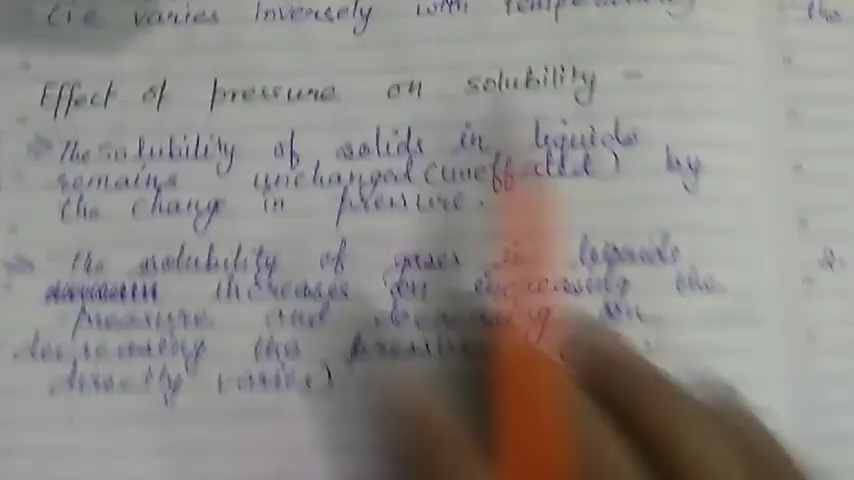 (i.e varies inversely with temperature
the
Effect of pressure on solubility -
The solubility of solids in liquids
remains unchanged (uneffected) by
the change in pressure.
The solubility of gases in liquids
increases on increasing the
pressure and decreasing on
decreasing the pressure
directly varies)
2.